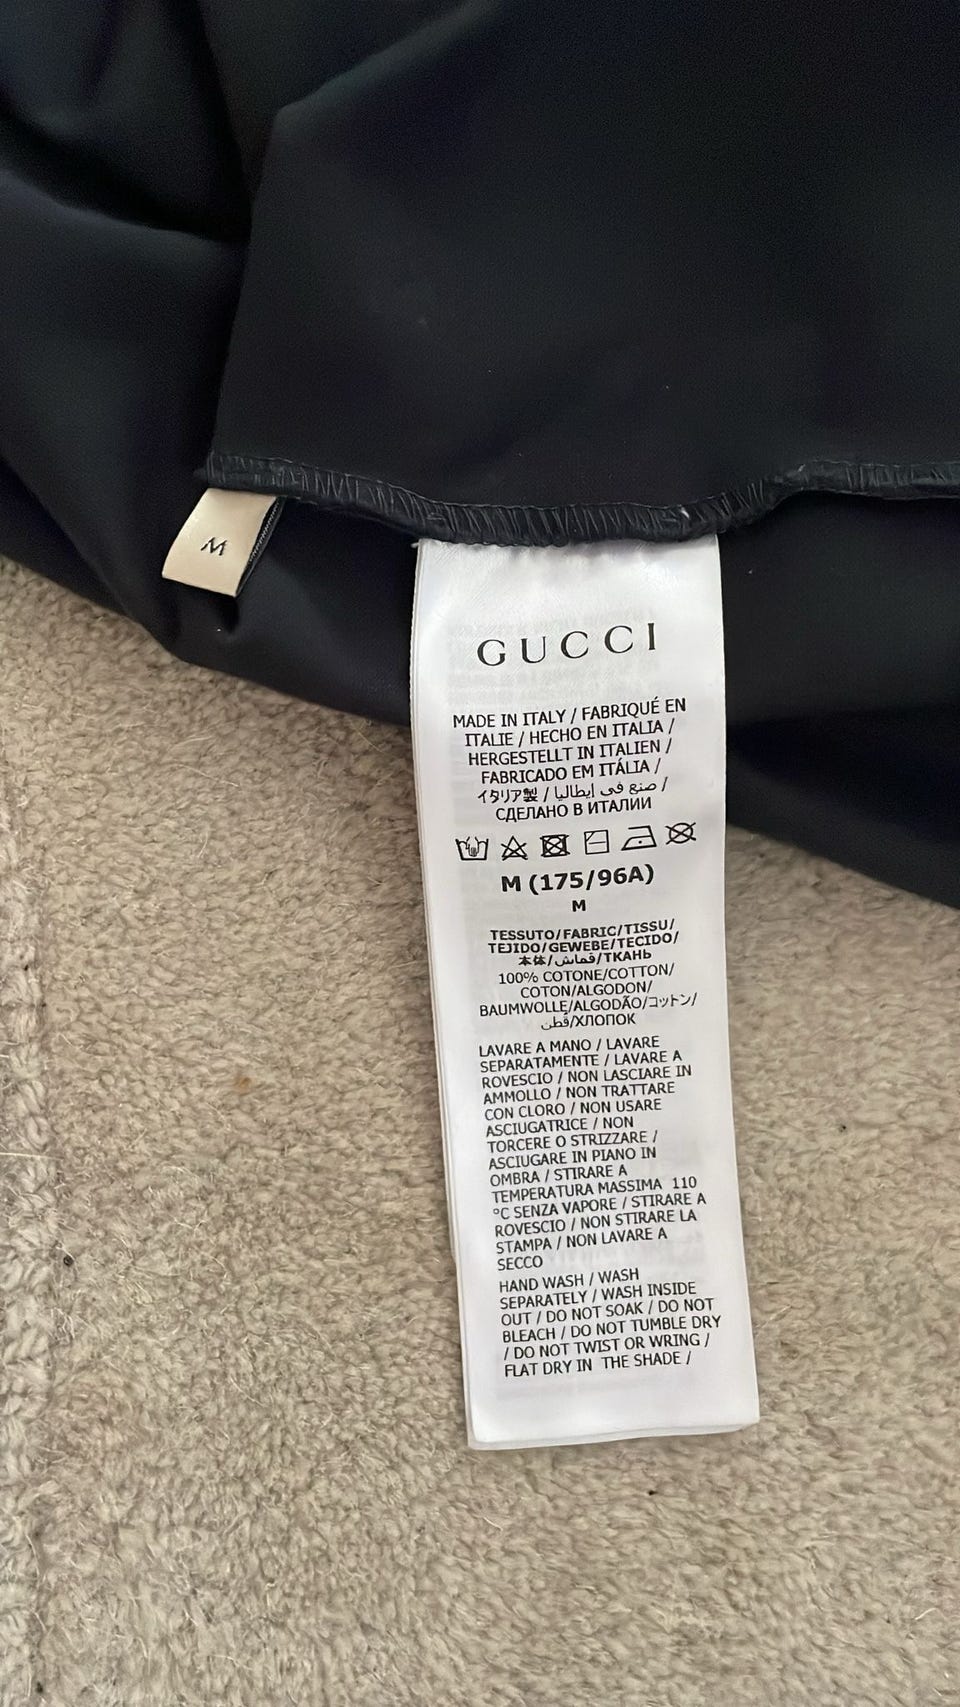 M
GUCCI
MADE IN ITALY / FABRIQUÉ EN
ITALIE / HECHO EN ITALIA /
HERGESTELLT IN ITALIEN /
FABRICADO EM ITÁLIA /
イタリア製 / صنع في إيطاليا /
СДЕЛАНО В ИТАЛИИ
M (175/96A)
M
TESSUTO/FABRIC/TISSU/
TEJIDO/GEWEBE/TECIDO/
本体/قماش/ТКАНЬ
100% COTONE/COTTON/
COTON/ALGODON/
BAUMWOLLE/ALGODÃO/コットン/
قطن/ХЛОПОК
LAVARE A MANO / LAVARE
SEPARATAMENTE / LAVARE A
ROVESCIO / NON LASCIARE IN
AMMOLLO / NON TRATTARE
CON CLORO / NON USARE
ASCIUGATRICE / NON
TORCERE O STRIZZARE /
ASCIUGARE IN PIANO IN
OMBRA / STIRARE A
TEMPERATURA MASSIMA 110
°C SENZA VAPORE / STIRARE A
ROVESCIO / NON STIRARE LA
STAMPA / NON LAVARE A
SECCO
HAND WASH / WASH
SEPARATELY / WASH INSIDE
OUT / DO NOT SOAK / DO NOT
BLEACH / DO NOT TUMBLE DRY
/ DO NOT TWIST OR WRING /
FLAT DRY IN THE SHADE /